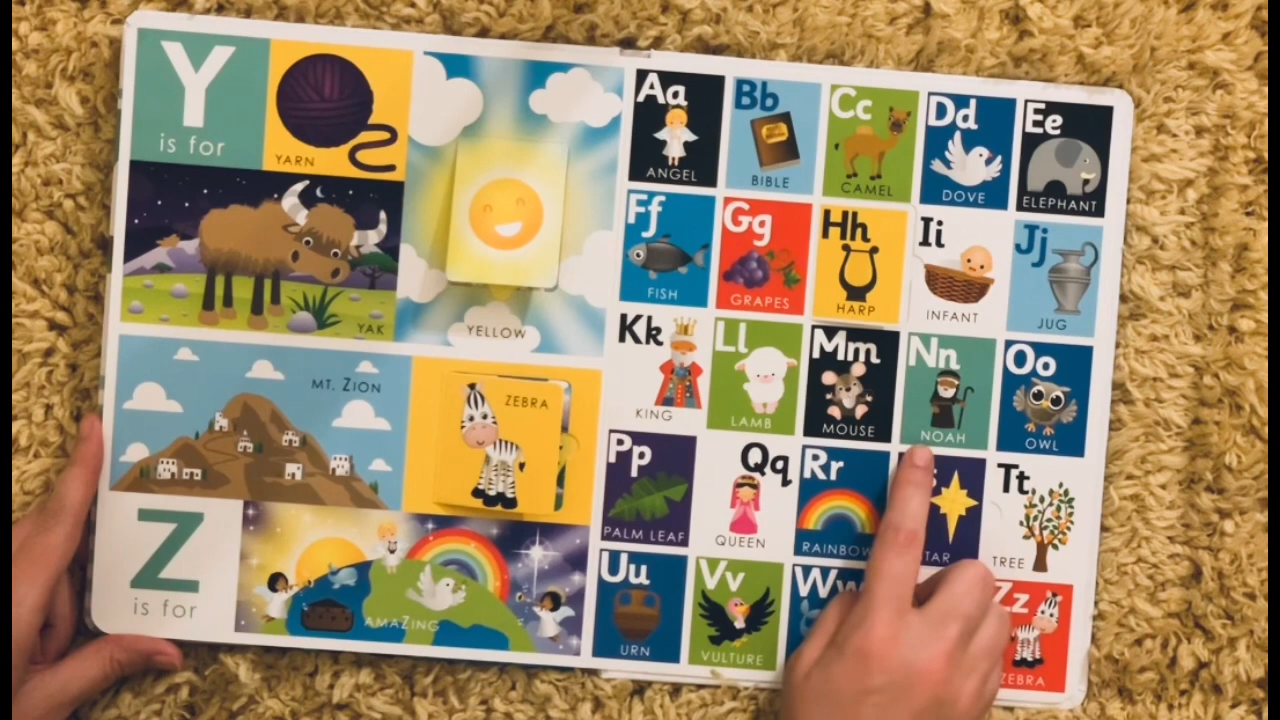 Y
is for
YARN
YAK
YELLOW
MT. ZION
ZEBRA
Z
is for
AMAZING
Aa
ANGEL
Bb
BIBLE
Cc
CAMEL
Dd
DOVE
Ee
ELEPHANT
Ff
FISH
Gg
GRAPES
Hh
HARP
Ii
INFANT
Jj
JUG
Kk
KING
Ll
LAMB
Mm
MOUSE
Nn
NOAH
Oo
OWL
Pp
PALM LEAF
Qq
QUEEN
Rr
RAINBOW
TAR
Tt
TREE
Uu
URN
Vv
VULTURE
Ww
Zz
ZEBRA